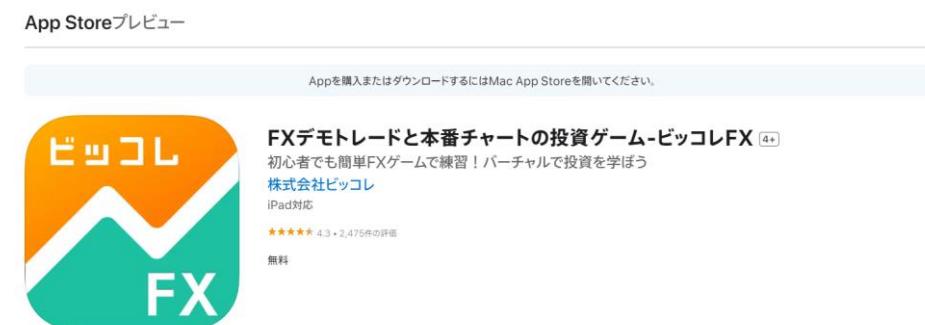 App Storeプレビュー
Appを購入またはダウンロードするにはMac App Storeを開いてください。
ビッコレ
FX
FXデモトレードと本番チャートの投資ゲーム-ビッコレFX 4+
初心者でも簡単FXゲームで練習！バーチャルで投資を学ぼう
株式会社ビッコレ
iPad対応
★★★★★ 4.3 • 2,475件の評価
無料